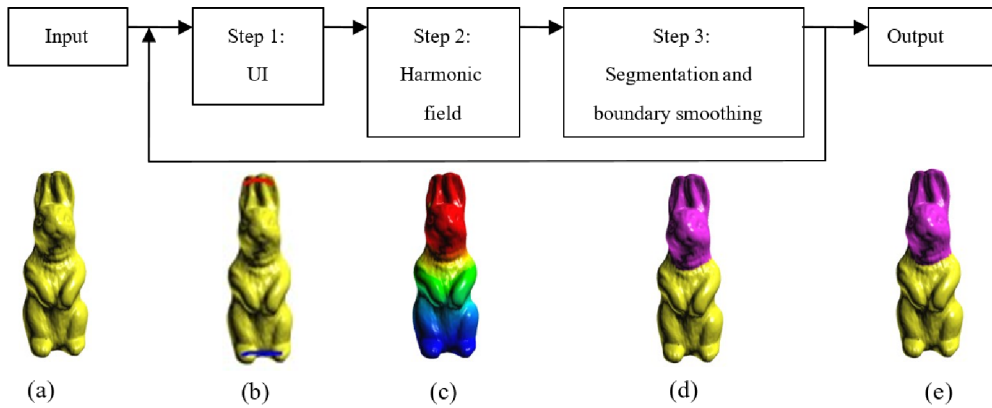 Input
Step 1:
UI
Step 2:
Harmonic
field
Step 3:
Segmentation and
boundary smoothing
Output
(a)
(b)
(c)
(d)
(e)